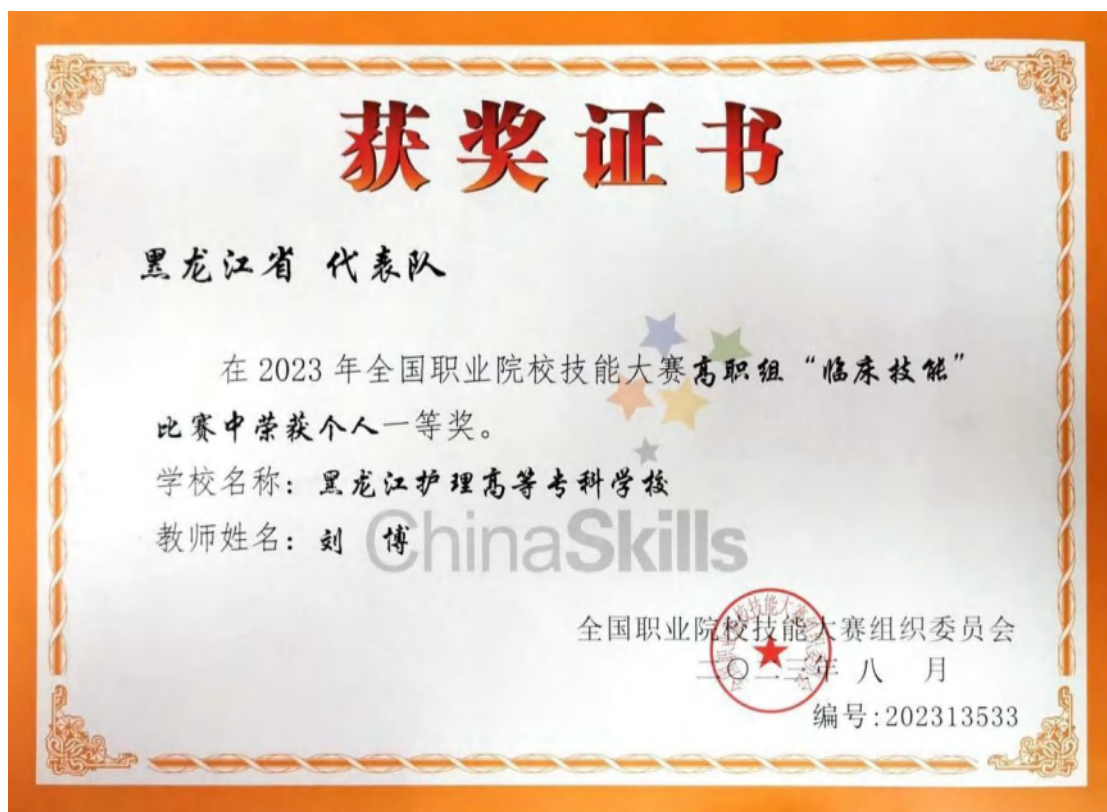 获奖证书
黑龙江省 代表队
在 2023 年全国职业院校技能大赛高职组“临床技能”
比赛中荣获个人一等奖。
学校名称：黑龙江护理高等专科学校
教师姓名：刘 博
ChinaSkills
全国职业院校技能大赛组织委员会
二〇二三年 八 月
编号:202313533